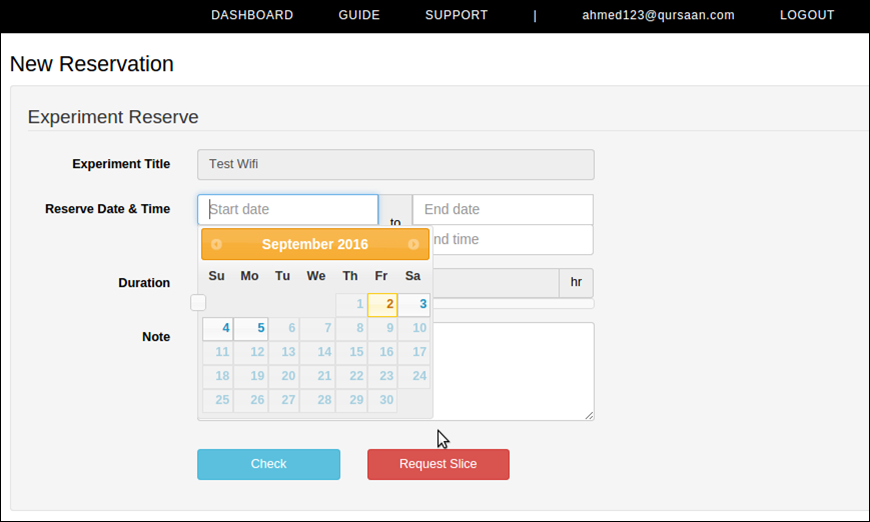 DASHBOARD GUIDE SUPPORT | ahmed123@qursaan.com LOGOUT
New Reservation
Experiment Reserve
Experiment Title Test Wifi
Reserve Date & Time Start date to End date
nd time
September 2016
Su Mo Tu We Th Fr Sa
Duration hr
1 2 3
4 5 6 7 8 9 10
Note
11 12 13 14 15 16 17
18 19 20 21 22 23 24
25 26 27 28 29 30
Check Request Slice